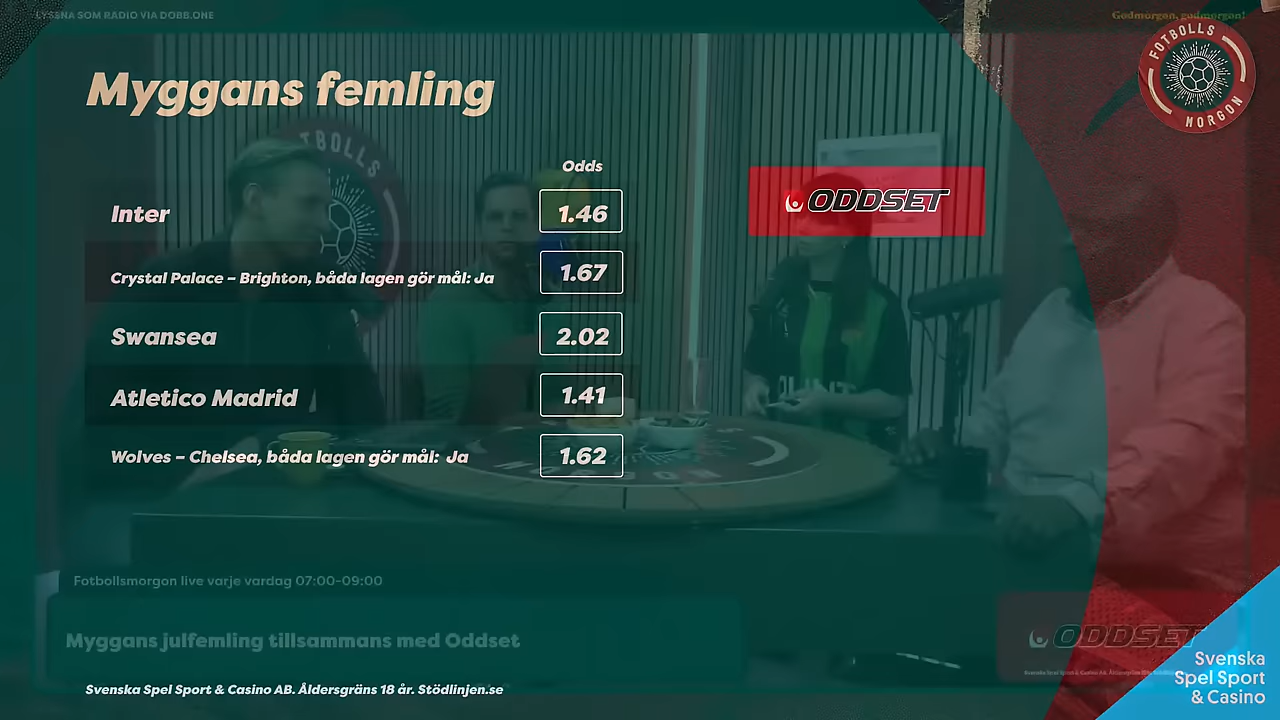 LYSSNA SOM RADIO VIA DOBB.ONE
Godmorgon, godmorgon!
FOTBOLLS
MORGON
Myggans femling
TBOLLS
Odds
ODDSET
Inter
1.46
Crystal Palace – Brighton, båda lagen gör mål: Ja
1.67
Swansea
2.02
Atletico Madrid
1.41
Wolves – Chelsea, båda lagen gör mål: Ja
1.62
Fotbollsmorgon live varje vardag 07:00-09:00
Myggans julfemling tillsammans med Oddset
ODDSET
Svenska Spel Sport & Casino AB. Åldersgräns 18 år. Stödlinjen.se
Svenska
Spel Sport
& Casino